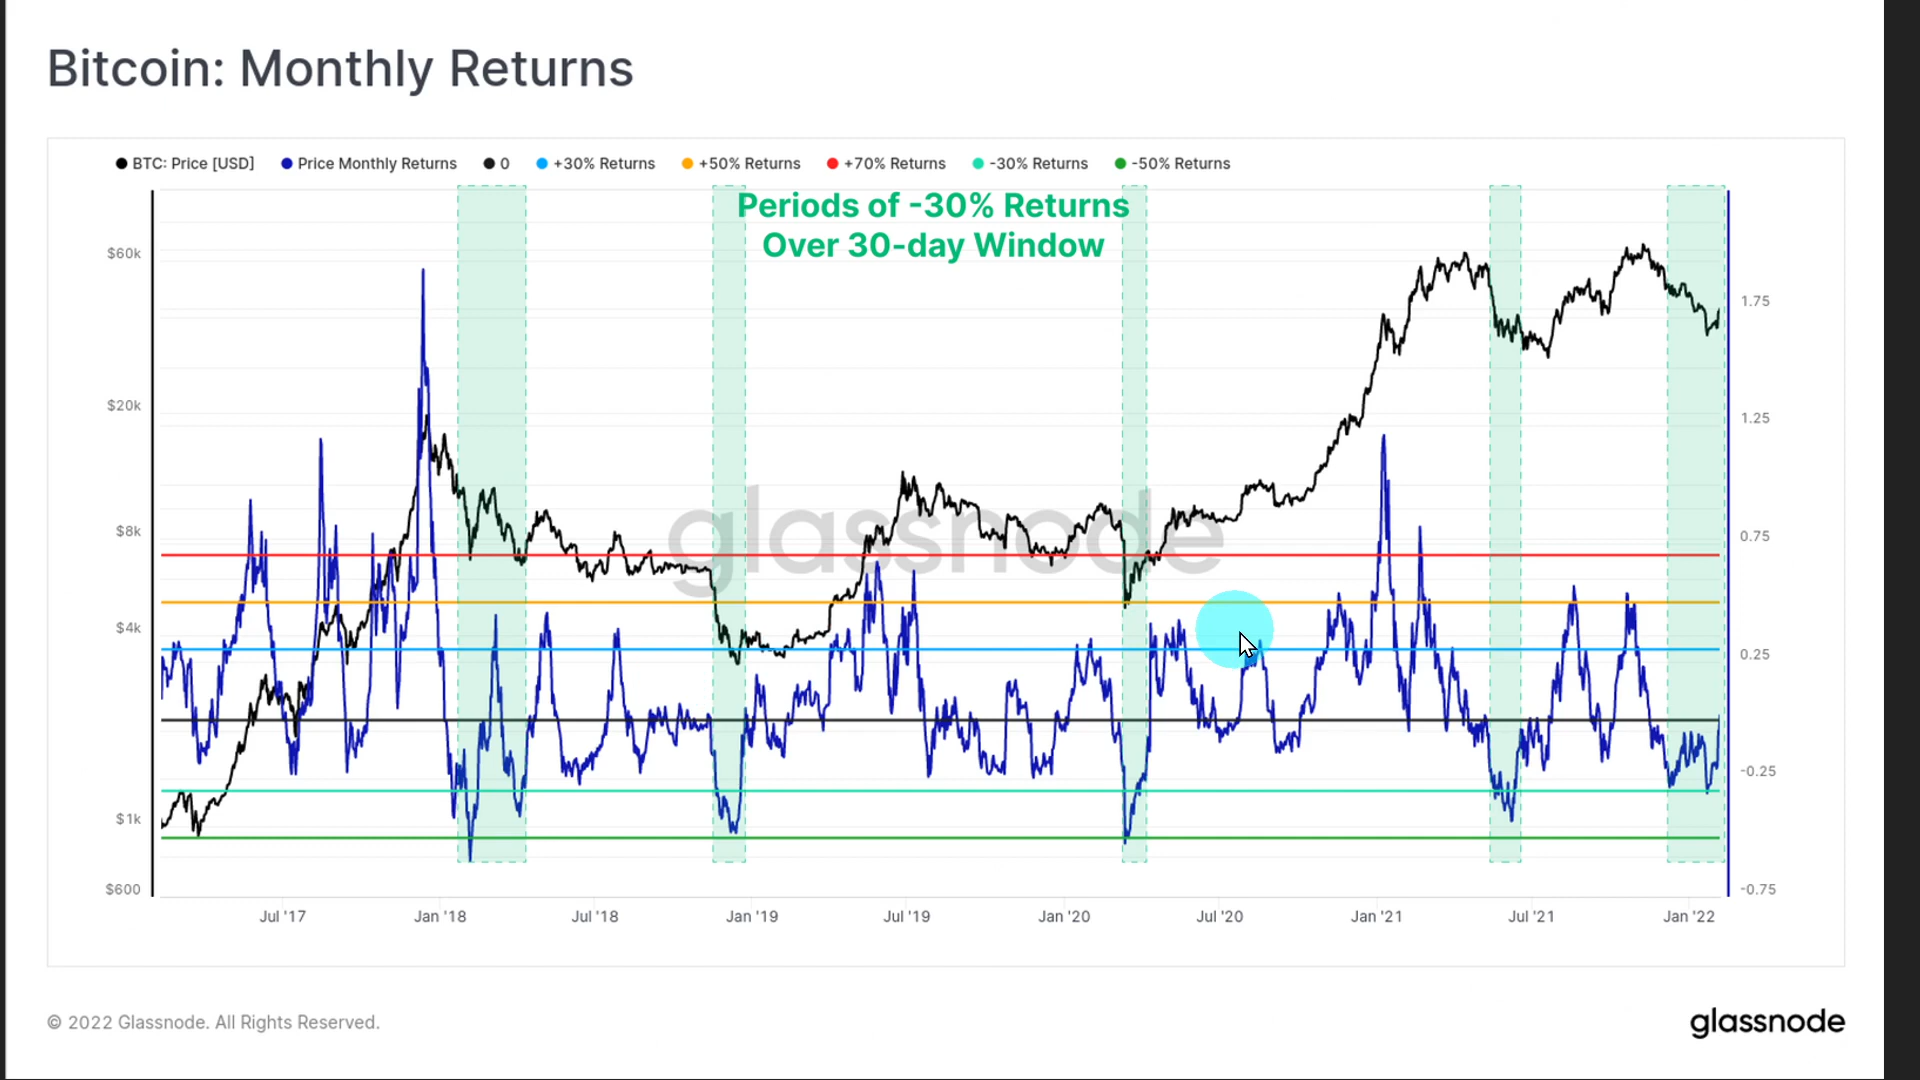 Bitcoin: Monthly Returns
BTC: Price [USD] Price Monthly Returns 0 +30% Returns +50% Returns +70% Returns -30% Returns -50% Returns
Periods of -30% Returns
Over 30-day Window
$60k
$20k
$8k
$4k
$1k
$600
1.75
1.25
0.75
0.25
-0.25
-0.75
glassnode
Jul '17 Jan '18 Jul '18 Jan '19 Jul '19 Jan '20 Jul '20 Jan '21 Jul '21 Jan '22
© 2022 Glassnode. All Rights Reserved.
glassnode